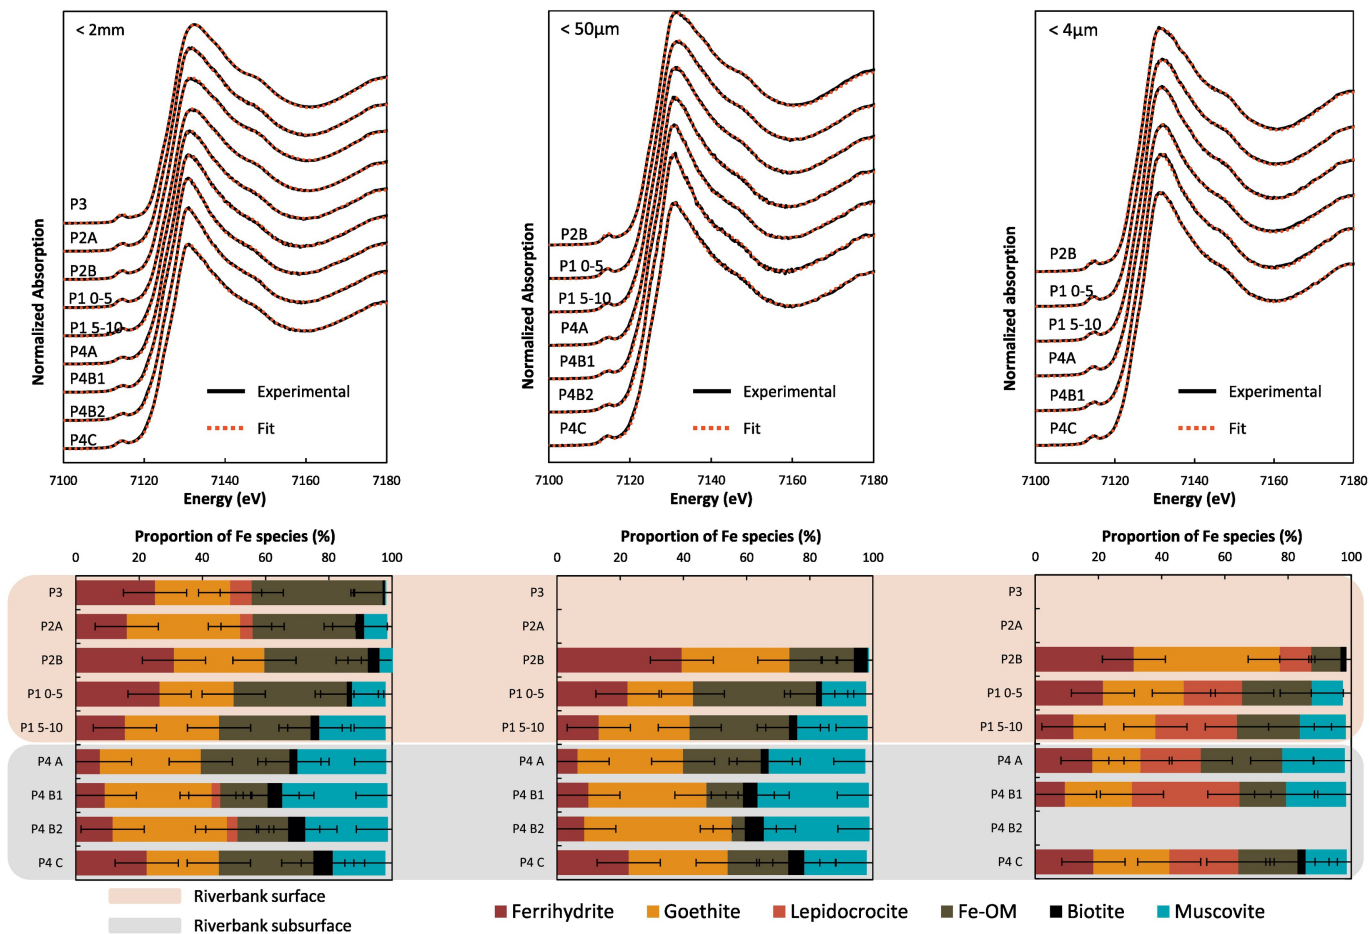 < 2mm
P3
P2A
P2B
P1 0-5
P1 5-10
P4A
P4B1
P4B2
P4C
Experimental
Fit
Normalized Absorption
7100 7120 7140 7160 7180
Energy (eV)
< 50µm
P2B
P1 0-5
P1 5-10
P4A
P4B1
P4B2
P4C
Experimental
Fit
Normalized Absorption
7100 7120 7140 7160 7180
Energy (eV)
< 4µm
P2B
P1 0-5
P1 5-10
P4A
P4B1
P4C
Experimental
Fit
Normalized absorption
7100 7120 7140 7160 7180
Energy (eV)
Proportion of Fe species (%)
0 20 40 60 80 100
P3
P2A
P2B
P1 0-5
P1 5-10
P4 A
P4 B1
P4 B2
P4 C
Proportion of Fe species (%)
0 20 40 60 80 100
P3
P2A
P2B
P1 0-5
P1 5-10
P4 A
P4 B1
P4 B2
P4 C
Proportion of Fe species (%)
0 20 40 60 80 100
P3
P2A
P2B
P1 0-5
P1 5-10
P4 A
P4 B1
P4 B2
P4 C
Riverbank surface
Riverbank subsurface
Ferrihydrite Goethite Lepidocrocite Fe-OM Biotite Muscovite